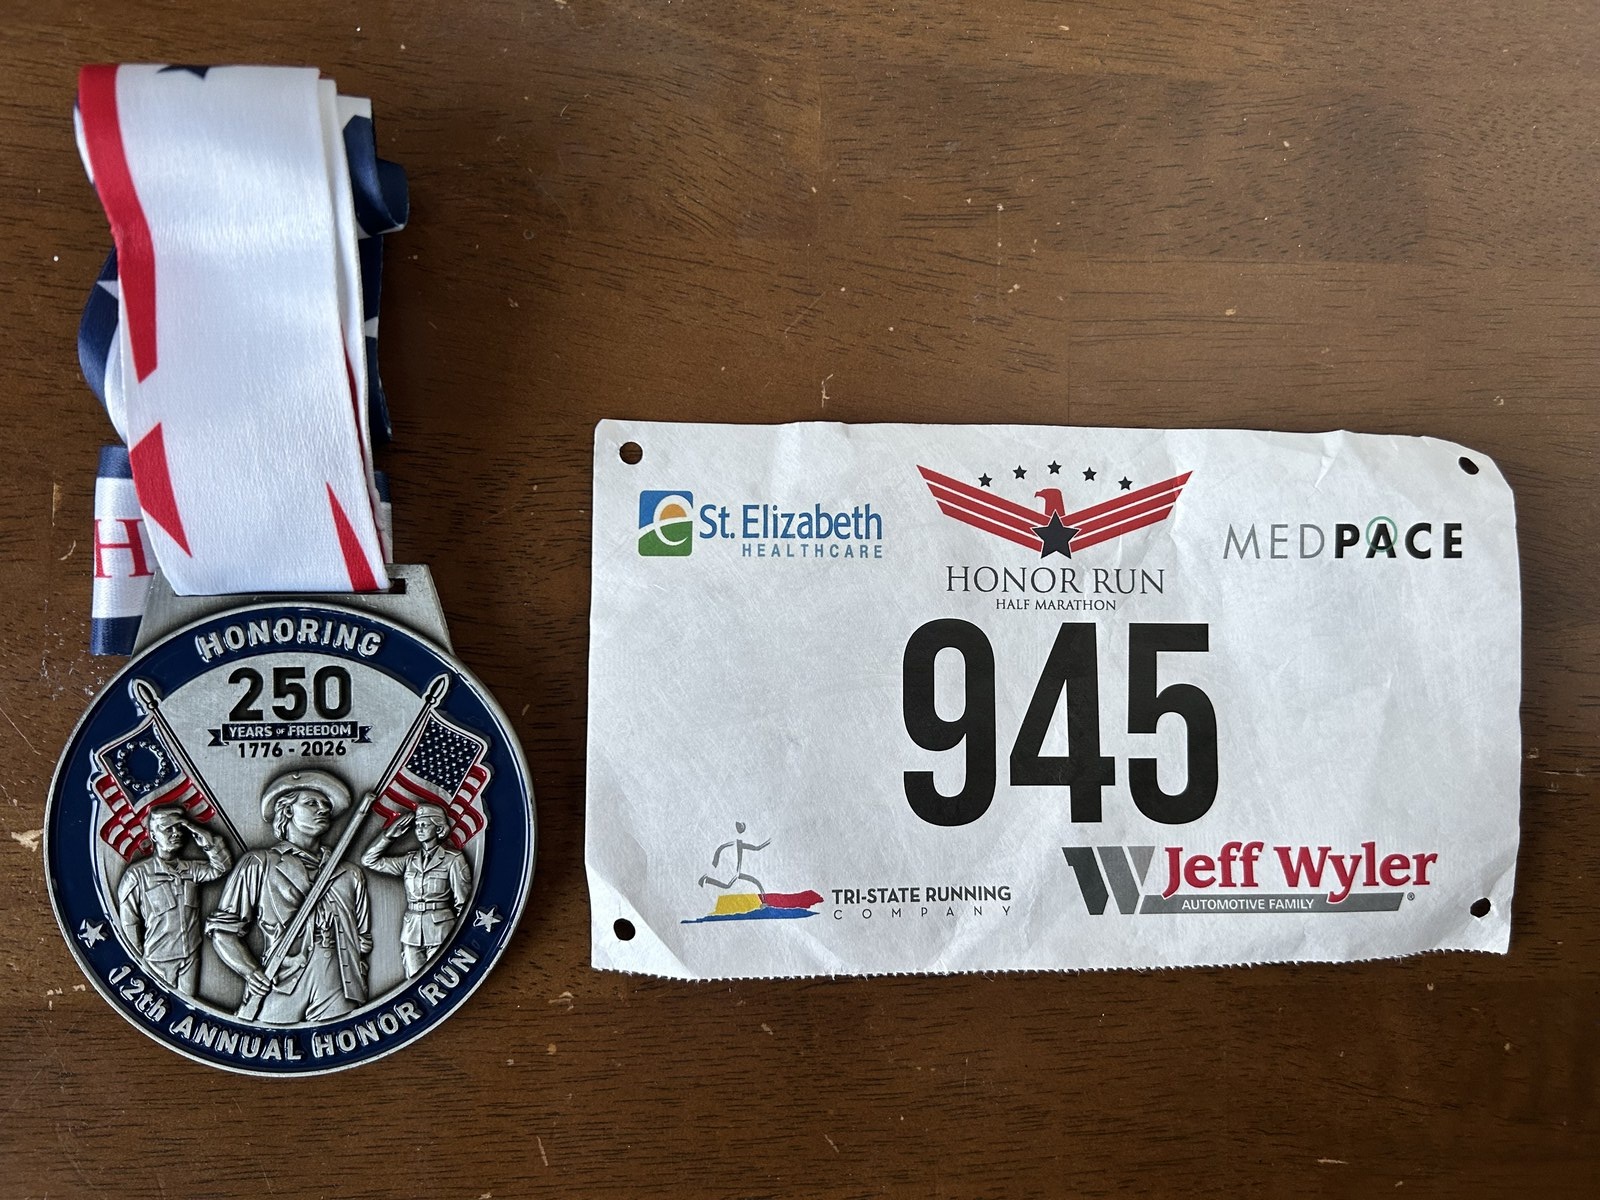 H
HONORING
250
YEARS OF FREEDOM
1776 - 2026
12th ANNUAL HONOR RUN
St. Elizabeth
HEALTHCARE
HONOR RUN
HALF MARATHON
MEDPACE
945
TRI-STATE RUNNING
COMPANY
Jeff Wyler
AUTOMOTIVE FAMILY